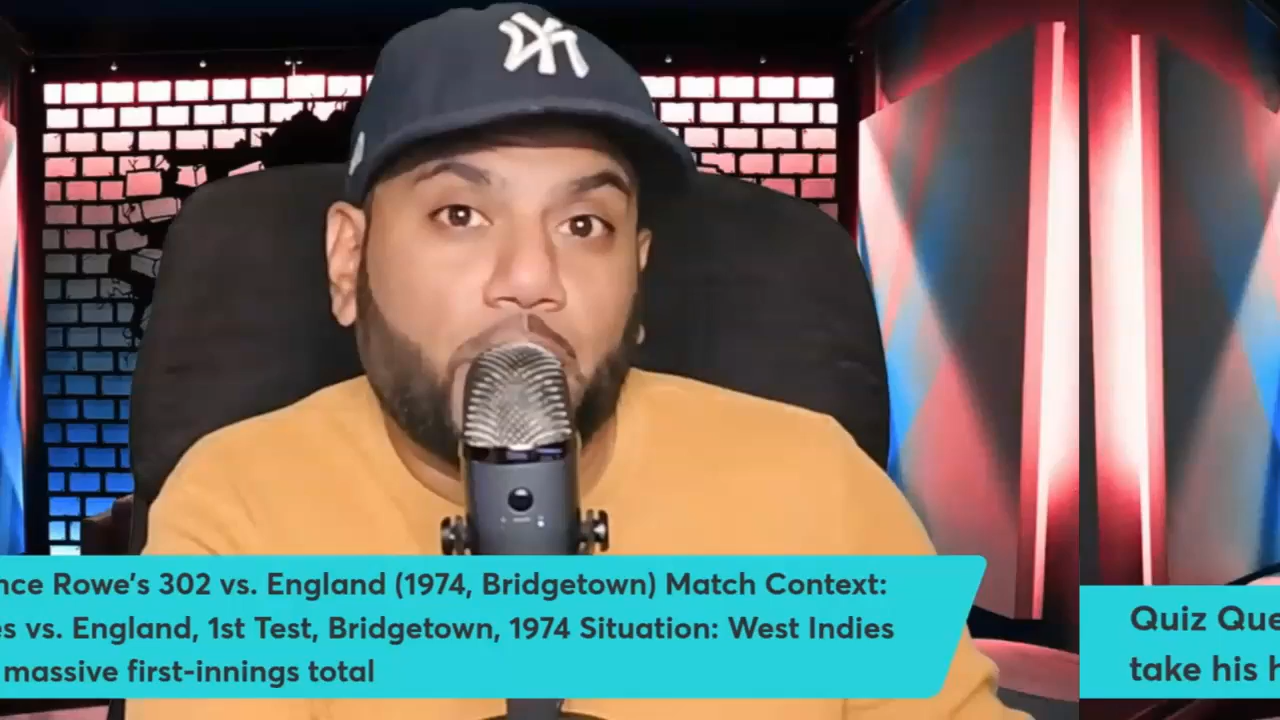 nce Rowe's 302 vs. England (1974, Bridgetown) Match Context:
s vs. England, 1st Test, Bridgetown, 1974 Situation: West Indies
massive first-innings total
Quiz Que
take his h